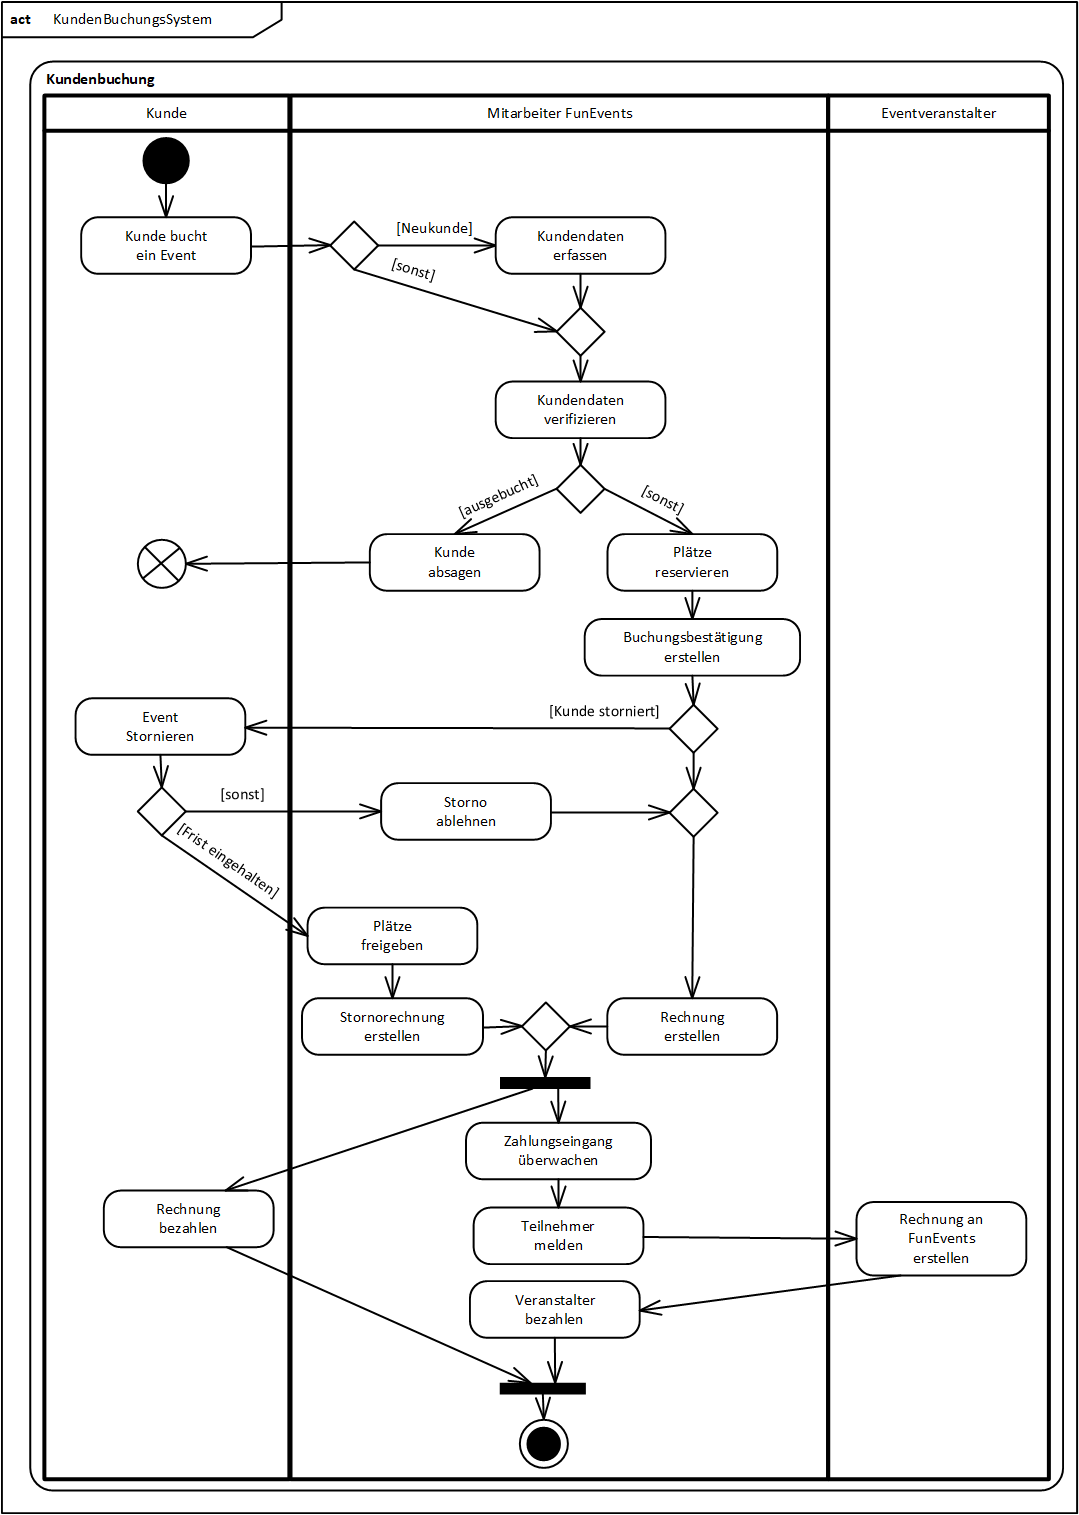 act KundenBuchungsSystem
Kundenbuchung
Kunde
Mitarbeiter FunEvents
Eventveranstalter
Kunde bucht
ein Event
[Neukunde]
[sonst]
Kundendaten
erfassen
Kundendaten
verifizieren
[ausgebucht]
[sonst]
Kunde
absagen
Plätze
reservieren
Buchungsbestätigung
erstellen
[Kunde storniert]
Event
Stornieren
[sonst]
Storno
ablehnen
[Frist eingehalten]
Plätze
freigeben
Stornorechnung
erstellen
Rechnung
erstellen
Zahlungseingang
überwachen
Rechnung
bezahlen
Teilnehmer
melden
Rechnung an
FunEvents
erstellen
Veranstalter
bezahlen